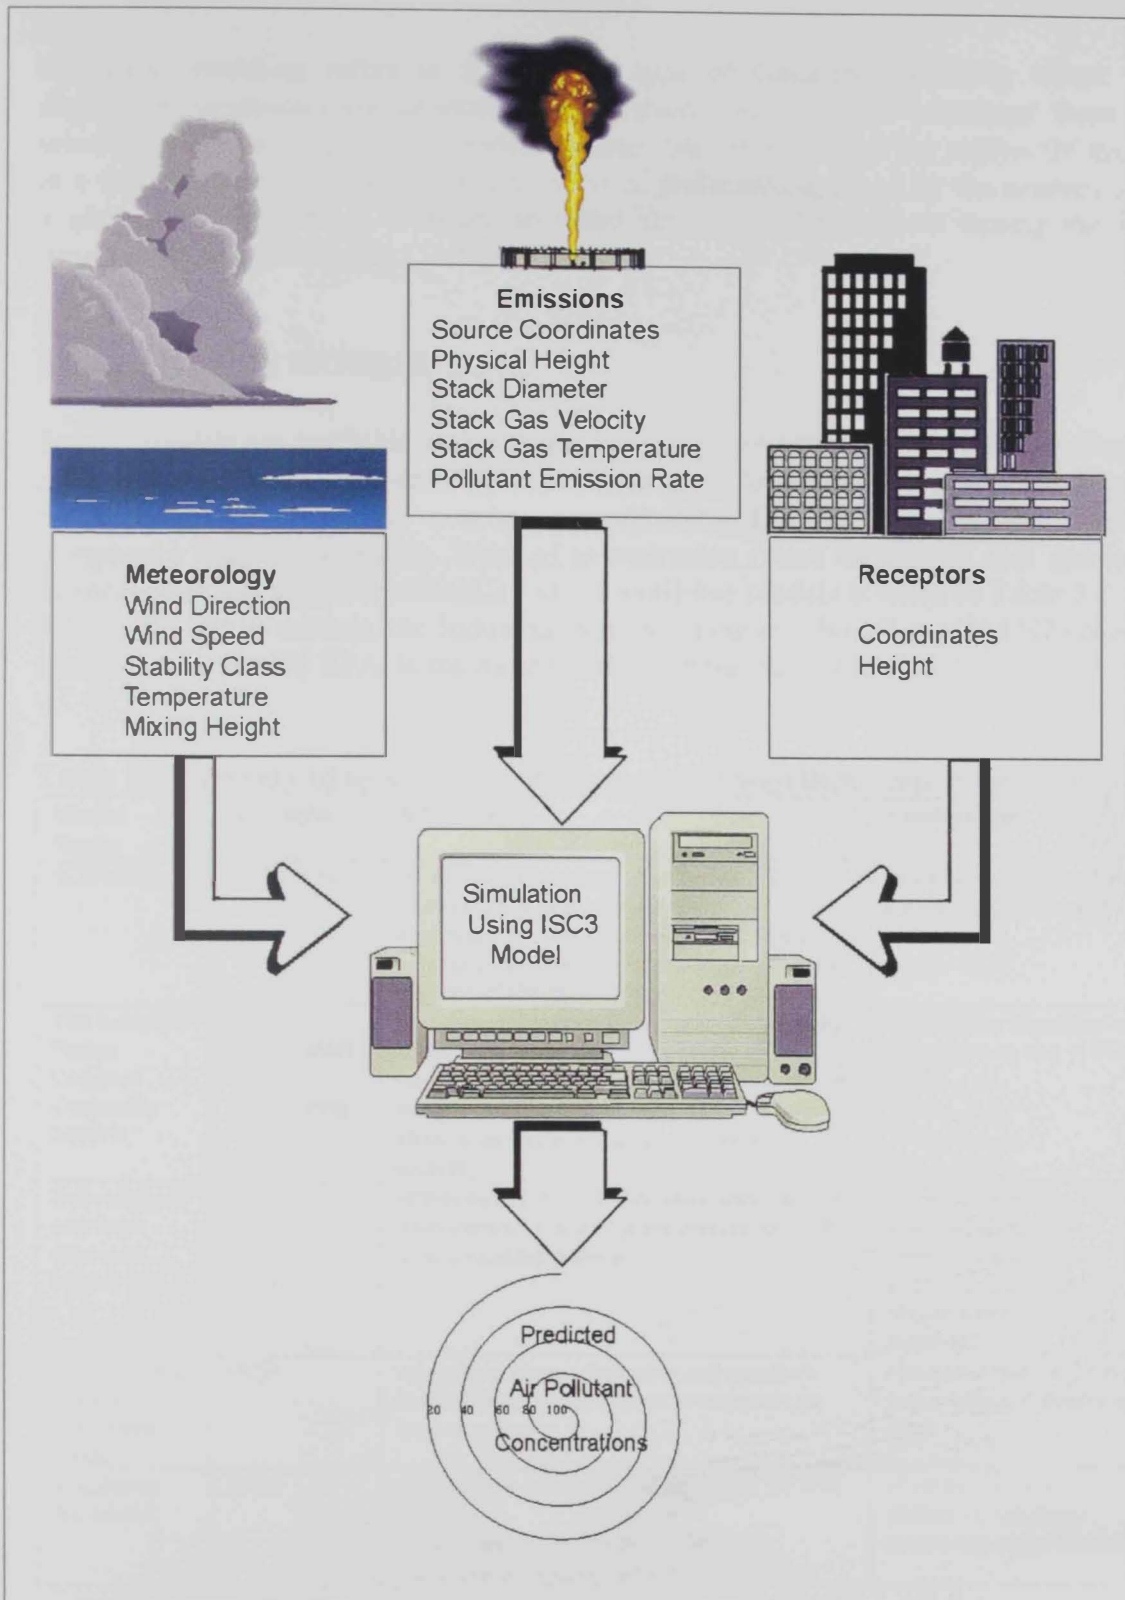 Emissions
Source Coordinates
Physical Height
Stack Diameter
Stack Gas Velocity
Stack Gas Temperature
Pollutant Emission Rate
Meteorology
Wind Direction
Wind Speed
Stability Class
Temperature
Mixing Height
Receptors
Coordinates
Height
Simulation
Using ISC3
Model
Predicted
Air Pollutant
20 40 60 80 100
Concentrations